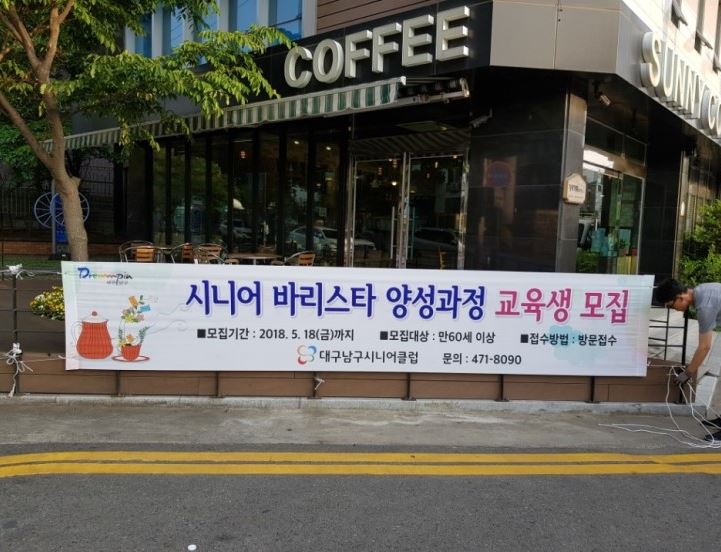 COFFEE
SUNNYC
시니어 바리스타 양성과정 교육생 모집
■모집기간 : 2018. 5. 18(금)까지 ■모집대상 : 만60세 이상 ■접수방법 : 방문접수
대구남구시니어클럽 문의 : 471-8090